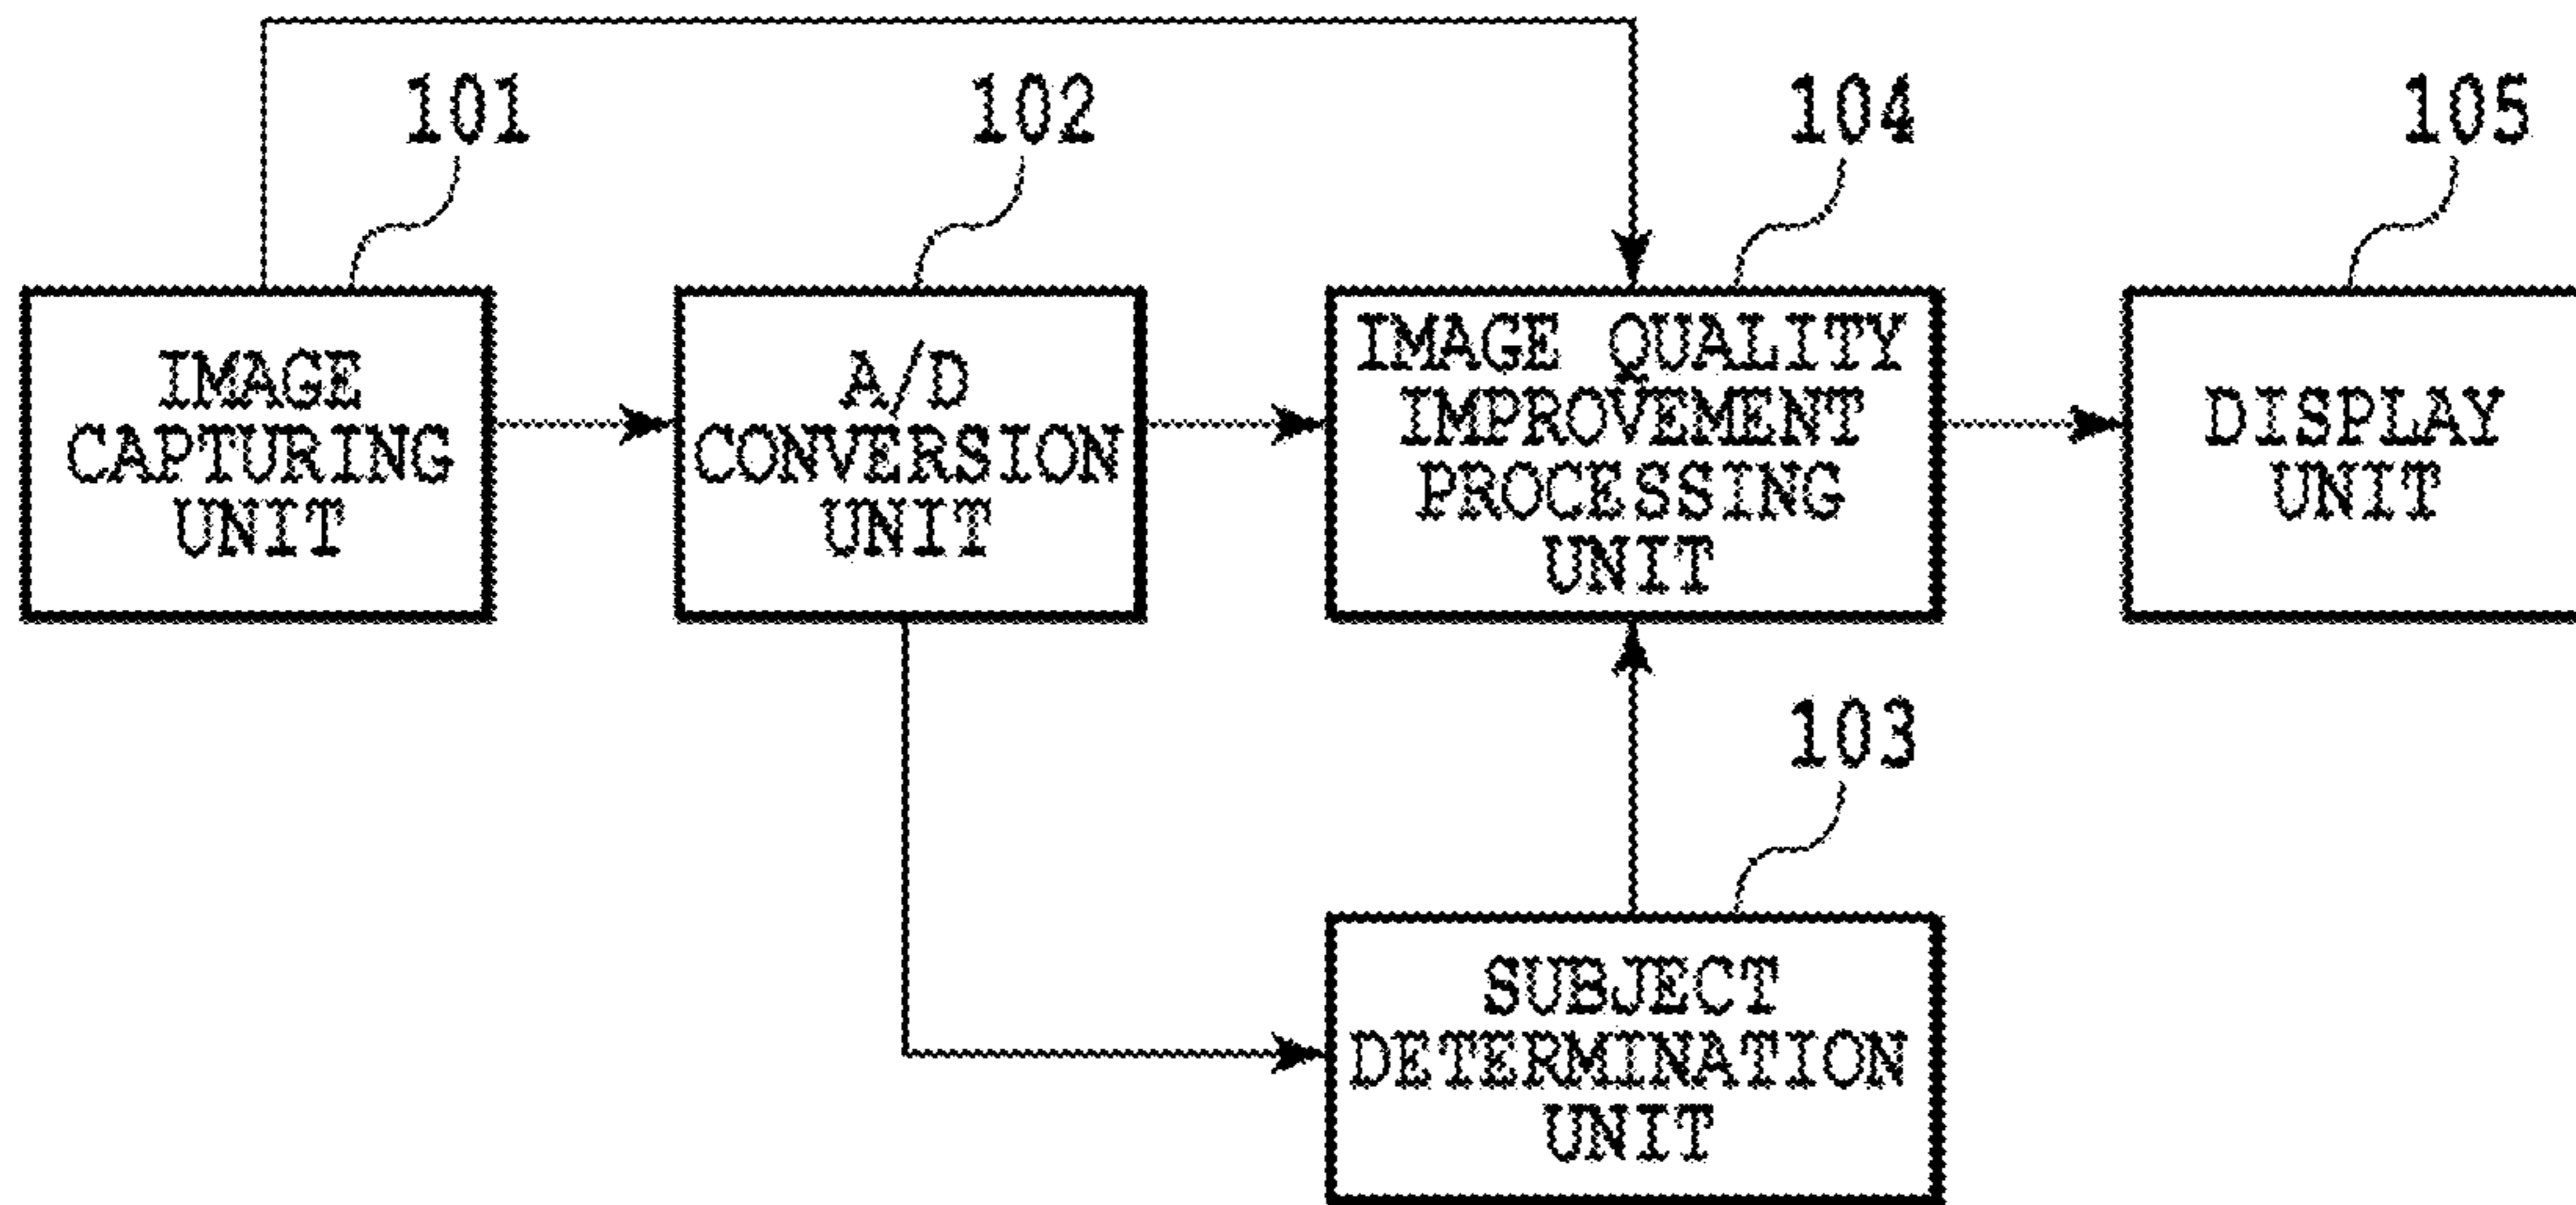 101
102
104
105
IMAGE
CAPTURING
UNIT
A/D
CONVERSION
UNIT
IMAGE QUALITY
IMPROVEMENT
PROCESSING
UNIT
DISPLAY
UNIT
103
SUBJECT
DETERMINATION
UNIT